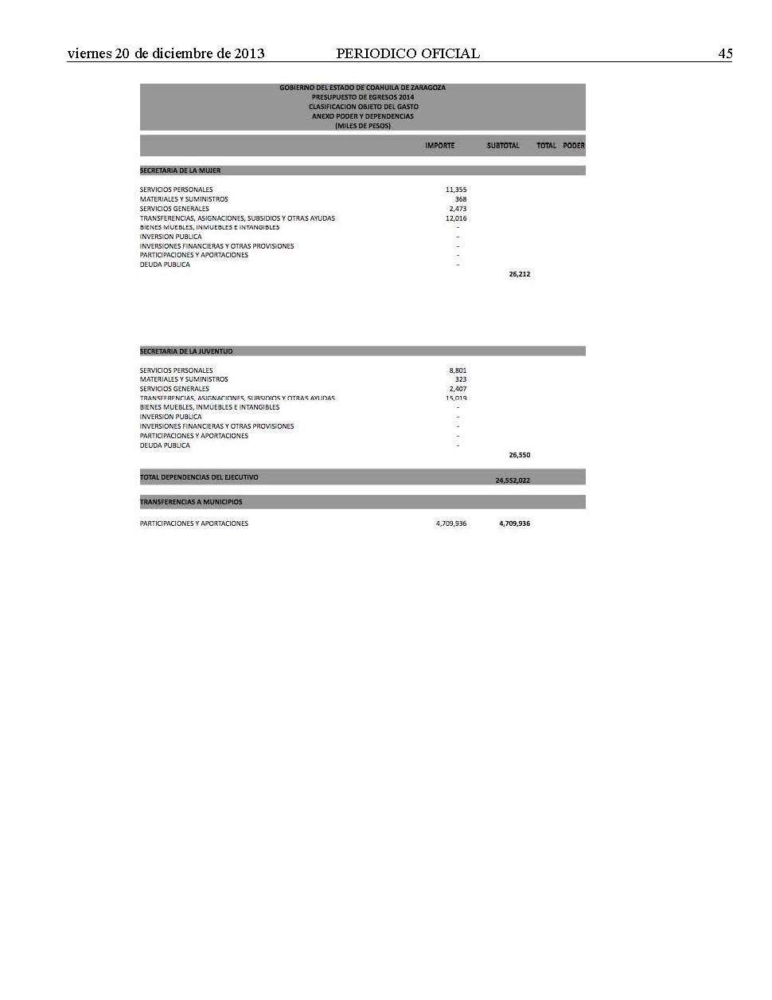 viernes 20 de diciembre de 2013 PERIODICO OFICIAL 45
GOBIERNO DEL ESTADO DE COAHUILA DE ZARAGOZA
PRESUPUESTO DE EGRESOS 2014
CLASIFICACION OBJETO DEL GASTO
ANEXO PODER Y DEPENDENCIAS
(MILES DE PESOS)
IMPORTE SUBTOTAL TOTAL PODER
SECRETARIA DE LA MUJER
SERVICIOS PERSONALES 11,355
MATERIALES Y SUMINISTROS 368
SERVICIOS GENERALES 2,473
TRANSFERENCIAS, ASIGNACIONES, SUBSIDIOS Y OTRAS AYUDAS 12,016
BIENES MUEBLES, INMUEBLES E INTANGIBLES -
INVERSION PUBLICA -
INVERSIONES FINANCIERAS Y OTRAS PROVISIONES -
PARTICIPACIONES Y APORTACIONES -
DEUDA PUBLICA -
26,212
SECRETARIA DE LA JUVENTUD
SERVICIOS PERSONALES 8,801
MATERIALES Y SUMINISTROS 323
SERVICIOS GENERALES 2,407
TRANSFERENCIAS, ASIGNACIONES, SUBSIDIOS Y OTRAS AYUDAS 15,019
BIENES MUEBLES, INMUEBLES E INTANGIBLES -
INVERSION PUBLICA -
INVERSIONES FINANCIERAS Y OTRAS PROVISIONES -
PARTICIPACIONES Y APORTACIONES -
DEUDA PUBLICA -
26,550
TOTAL DEPENDENCIAS DEL EJECUTIVO 24,552,022
TRANSFERENCIAS A MUNICIPIOS
PARTICIPACIONES Y APORTACIONES 4,709,936 4,709,936